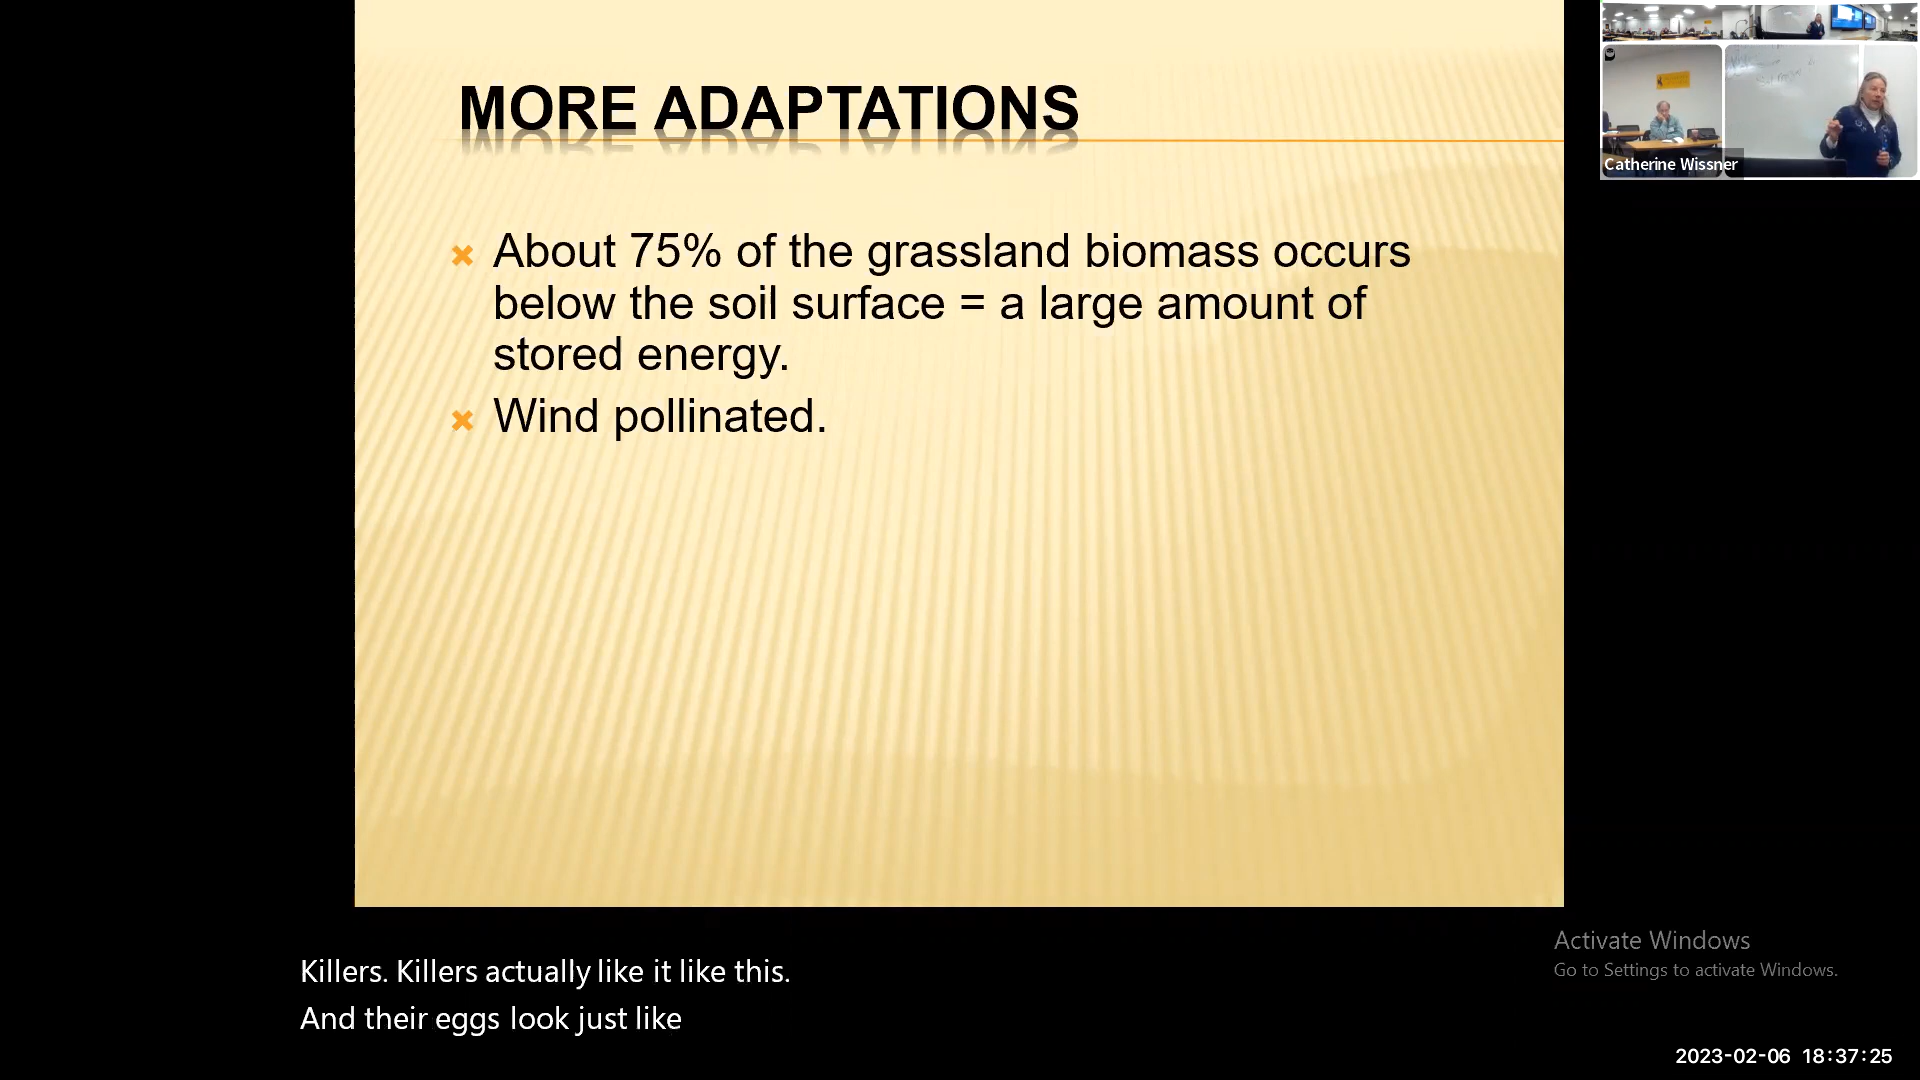 MORE ADAPTATIONS
About 75% of the grassland biomass occurs
below the soil surface = a large amount of
stored energy.
Wind pollinated.
Catherine Wissner
Killers. Killers actually like it like this.
And their eggs look just like
Activate Windows
Go to Settings to activate Windows.
2023-02-06 18:37:25